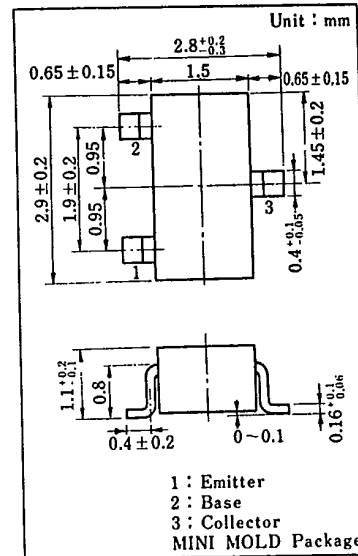 Unit : mm
2.8 +0.2 -0.3
0.65±0.15
1.5
0.65±0.15
2.9±0.2
1.9±0.2
0.95
0.95
2
1
3
1.45±0.2
0.4 +0.1 -0.05
1.1 +0.2 -0.1
0.8
0.4±0.2
0~0.1
0.16 +0.1 -0.06
1 : Emitter
2 : Base
3 : Collector
MINI MOLD Package